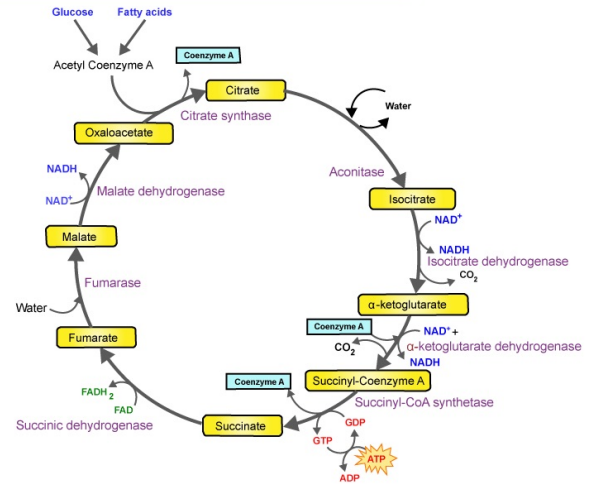 Glucose
Fatty acids
Acetyl Coenzyme A
Coenzyme A
Citrate
Citrate synthase
Oxaloacetate
Water
Aconitase
Isocitrate
NAD+
NADH
Isocitrate dehydrogenase
CO2
α-ketoglutarate
Coenzyme A
NAD+ +
CO2
α-ketoglutarate dehydrogenase
NADH
Succinyl-Coenzyme A
Succinyl-CoA synthetase
Coenzyme A
GDP
GTP
ATP
ADP
Succinate
Succinic dehydrogenase
FAD
FADH2
Fumarate
Water
Fumarase
Malate
NAD+
Malate dehydrogenase
NADH